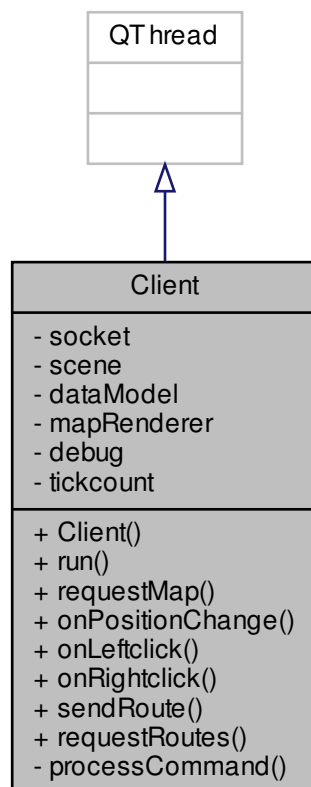 QThread
Client
- socket
- scene
- dataModel
- mapRenderer
- debug
- tickcount
+ Client()
+ run()
+ requestMap()
+ onPositionChange()
+ onLeftclick()
+ onRightclick()
+ sendRoute()
+ requestRoutes()
- processCommand()